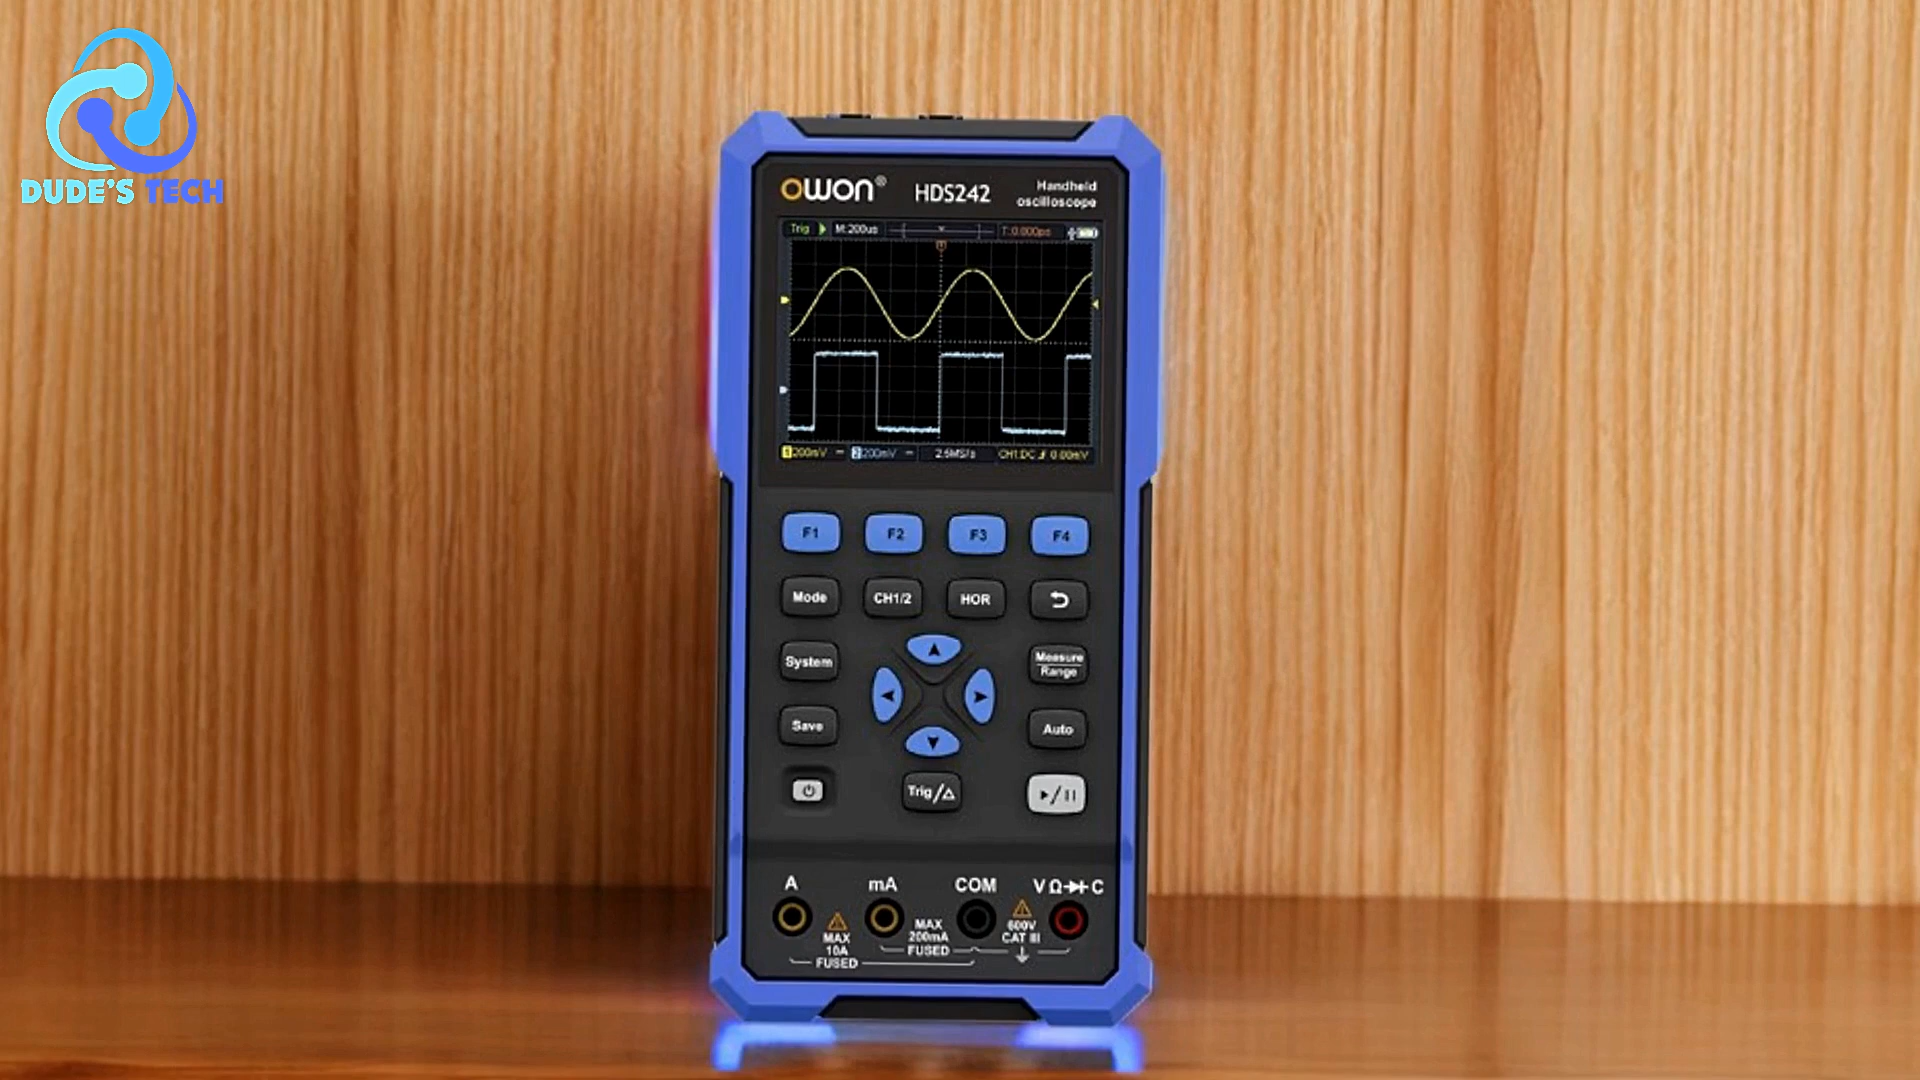 DUDE'S TECH
OWON® HDS242 Handheld
oscilloscope
Trig M:200us T:0.000ps
T
1 200mV 2 200mV 2.5MS/s CH1:DC 0.00mV
F1 F2 F3 F4
Mode CH1/2 HOR
System Measure
Range
Save Auto
Trig/△
A mA COM VΩ C
MAX
10A
FUSED
MAX
200mA
FUSED
600V
CAT III